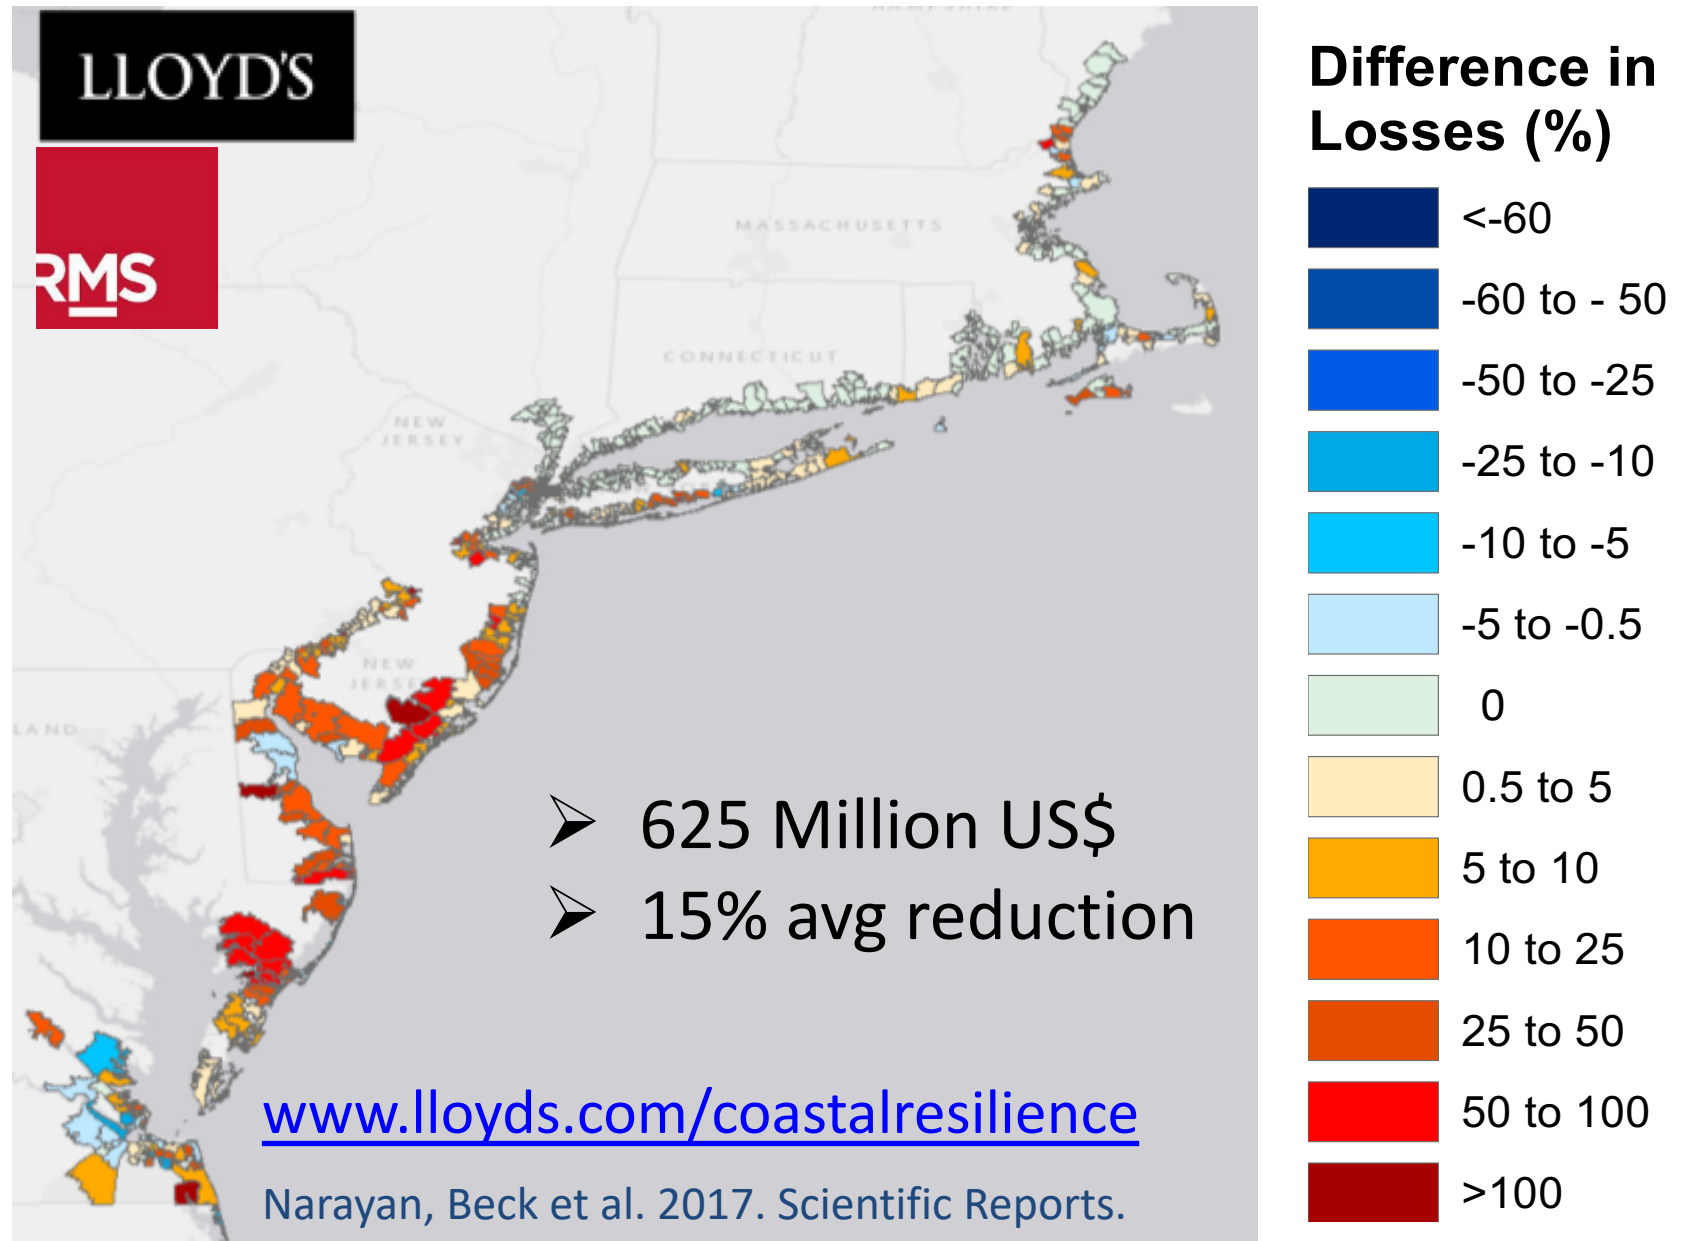 LLOYD'S
RMS
HAMPSHIRE
MASSACHUSETTS
CONNECTICUT
NEW
JERSEY
NEW
LAND
➢ 625 Million US$
➢ 15% avg reduction
www.lloyds.com/coastalresilience
Narayan, Beck et al. 2017. Scientific Reports.
Difference in
Losses (%)
<-60
-60 to - 50
-50 to -25
-25 to -10
-10 to -5
-5 to -0.5
0
0.5 to 5
5 to 10
10 to 25
25 to 50
50 to 100
>100